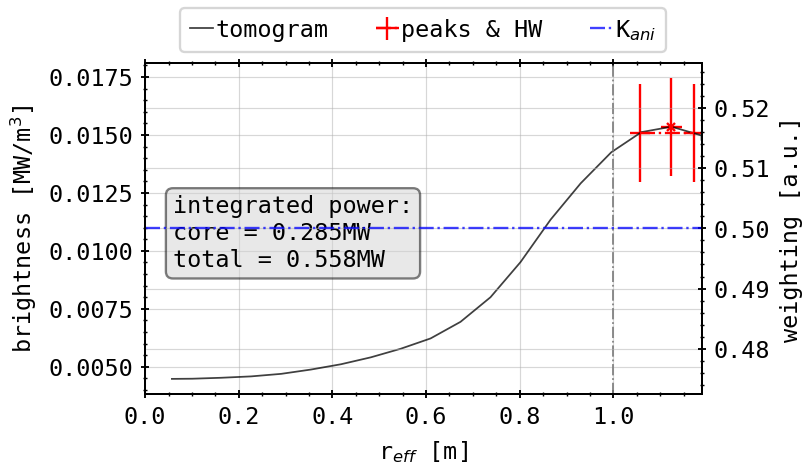 tomogram peaks & HW K_ani
0.0175
0.0150
0.0125
0.0100
0.0075
0.0050
brightness [MW/m³]
integrated power:
core = 0.285MW
total = 0.558MW
0.52
0.51
0.50
0.49
0.48
weighting [a.u.]
0.0 0.2 0.4 0.6 0.8 1.0
r_eff [m]